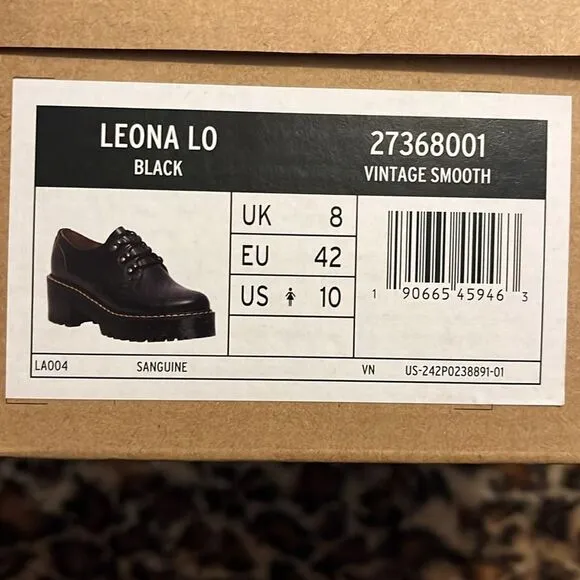 LEONA LO
BLACK
27368001
VINTAGE SMOOTH
UK 8
EU 42
US 10
1 90665 45946 3
LA004 SANGUINE VN US-242P0238891-01